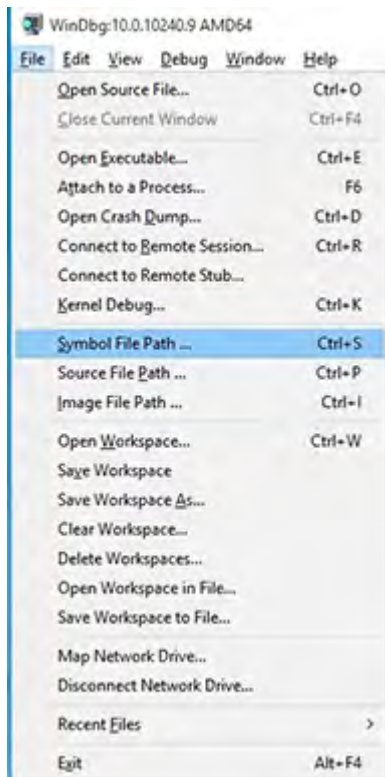 WinDbg:10.0.10240.9 AMD64
File Edit View Debug Window Help
Open Source File... Ctrl+O
Close Current Window Ctrl+F4
Open Executable... Ctrl+E
Attach to a Process... F6
Open Crash Dump... Ctrl+D
Connect to Remote Session... Ctrl+R
Connect to Remote Stub...
Kernel Debug... Ctrl+K
Symbol File Path ... Ctrl+S
Source File Path ... Ctrl+P
Image File Path ... Ctrl+I
Open Workspace... Ctrl+W
Save Workspace
Save Workspace As...
Clear Workspace...
Delete Workspaces...
Open Workspace in File...
Save Workspace to File...
Map Network Drive...
Disconnect Network Drive...
Recent Files >
Exit Alt+F4